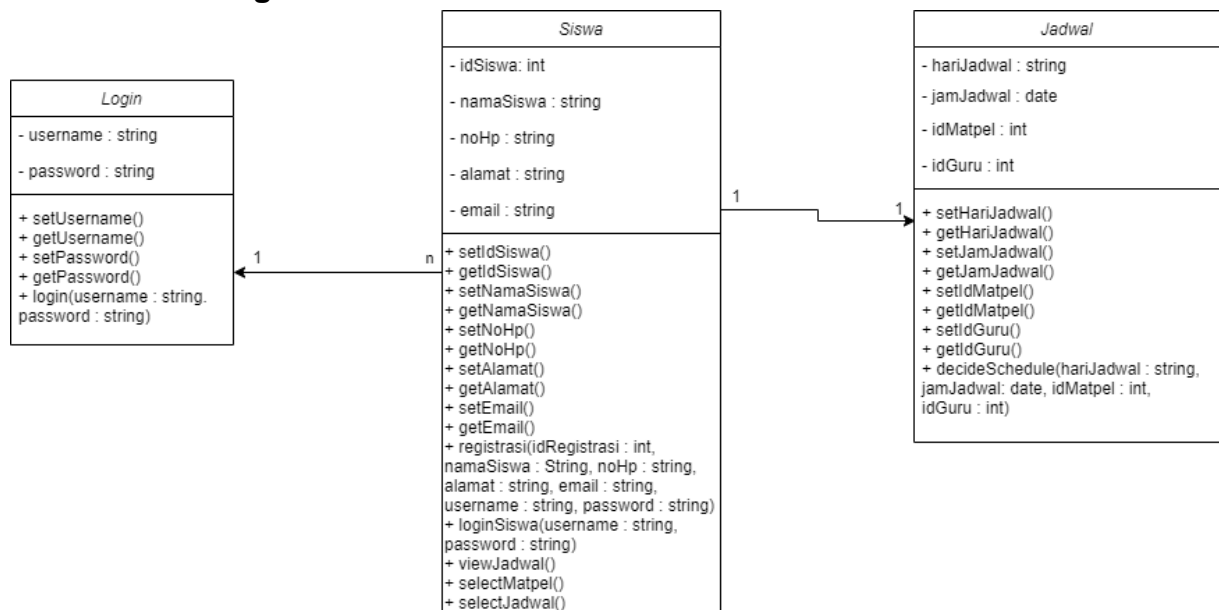 Login
- username : string
- password : string
+ setUsername()
+ getUsername()
+ setPassword()
+ getPassword()
+ login(username : string.
password : string)
1
n
Siswa
- idSiswa: int
- namaSiswa : string
- noHp : string
- alamat : string
- email : string
+ setIdSiswa()
+ getIdSiswa()
+ setNamaSiswa()
+ getNamaSiswa()
+ setNoHp()
+ getNoHp()
+ setAlamat()
+ getAlamat()
+ setEmail()
+ getEmail()
+ registrasi(idRegistrasi : int,
namaSiswa : String, noHp : string,
alamat : string, email : string,
username : string, password : string)
+ loginSiswa(username : string,
password : string)
+ viewJadwal()
+ selectMatpel()
+ selectJadwal()
1
1
Jadwal
- hariJadwal : string
- jamJadwal : date
- idMatpel : int
- idGuru : int
+ setHariJadwal()
+ getHariJadwal()
+ setJamJadwal()
+ getJamJadwal()
+ setIdMatpel()
+ getIdMatpel()
+ setIdGuru()
+ getIdGuru()
+ decideSchedule(hariJadwal : string,
jamJadwal: date, idMatpel : int,
idGuru : int)